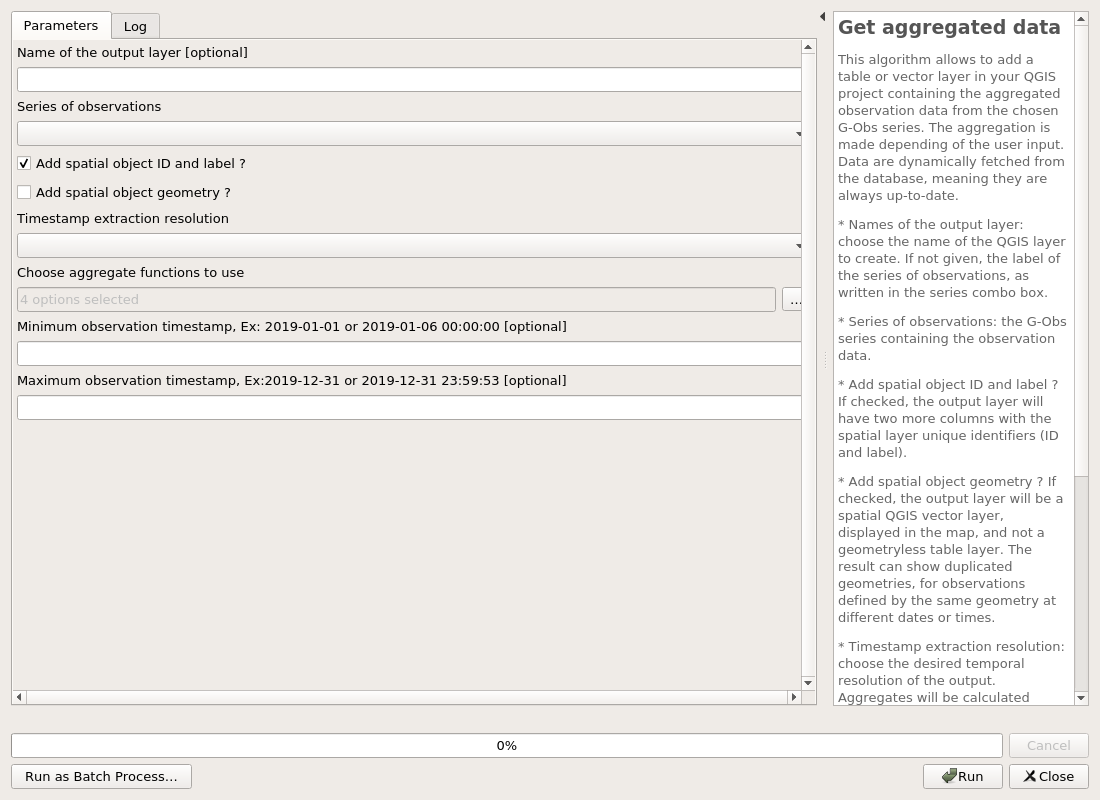 Parameters
Log
Name of the output layer [optional]
Series of observations
Add spatial object ID and label ?
Add spatial object geometry ?
Timestamp extraction resolution
Choose aggregate functions to use
4 options selected
...
Minimum observation timestamp, Ex: 2019-01-01 or 2019-01-06 00:00:00 [optional]
Maximum observation timestamp, Ex:2019-12-31 or 2019-12-31 23:59:53 [optional]
Get aggregated data
This algorithm allows to add a
table or vector layer in your QGIS
project containing the aggregated
observation data from the chosen
G-Obs series. The aggregation is
made depending of the user input.
Data are dynamically fetched from
the database, meaning they are
always up-to-date.
* Names of the output layer:
choose the name of the QGIS layer
to create. If not given, the label of
the series of observations, as
written in the series combo box.
* Series of observations: the G-Obs
series containing the observation
data.
* Add spatial object ID and label ?
If checked, the output layer will
have two more columns with the
spatial layer unique identifiers (ID
and label).
* Add spatial object geometry ? If
checked, the output layer will be a
spatial QGIS vector layer,
displayed in the map, and not a
geometryless table layer. The
result can show duplicated
geometries, for observations
defined by the same geometry at
different dates or times.
* Timestamp extraction resolution:
choose the desired temporal
resolution of the output.
Aggregates will be calculated
0%
Cancel
Run as Batch Process...
Run
Close